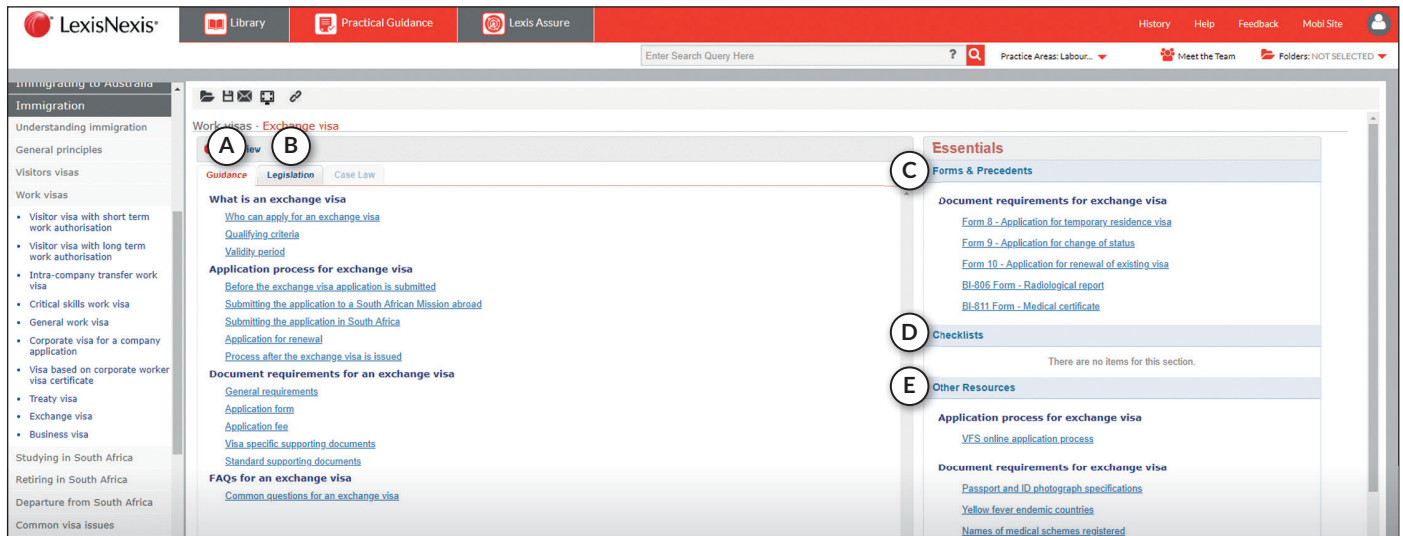 LexisNexis®
Library
Practical Guidance
Lexis Assure
History
Help
Feedback
Mobi Site
Enter Search Query Here
?
Practice Areas: Labour...
Meet the Team
Folders: NOT SELECTED
Immigrating to Australia
Immigration
Understanding immigration
General principles
Visitors visas
Work visas
Visitor visa with short term
work authorisation
Visitor visa with long term
work authorisation
Intra-company transfer work
visa
Critical skills work visa
General work visa
Corporate visa for a company
application
Visa based on corporate worker
visa certificate
Treaty visa
Exchange visa
Business visa
Studying in South Africa
Retiring in South Africa
Departure from South Africa
Common visa issues
Work visas - Exchange visa
A
B
Guidance
Legislation
Case Law
What is an exchange visa
Who can apply for an exchange visa
Qualifying criteria
Validity period
Application process for exchange visa
Before the exchange visa application is submitted
Submitting the application to a South African Mission abroad
Submitting the application in South Africa
Application for renewal
Process after the exchange visa is issued
Document requirements for an exchange visa
General requirements
Application form
Application fee
Visa specific supporting documents
Standard supporting documents
FAQs for an exchange visa
Common questions for an exchange visa
Essentials
C
Forms & Precedents
Document requirements for exchange visa
Form 8 - Application for temporary residence visa
Form 9 - Application for change of status
Form 10 - Application for renewal of existing visa
BI-806 Form - Radiological report
BI-811 Form - Medical certificate
D
Checklists
There are no items for this section.
E
Other Resources
Application process for exchange visa
VFS online application process
Document requirements for exchange visa
Passport and ID photograph specifications
Yellow fever endemic countries
Names of medical schemes registered